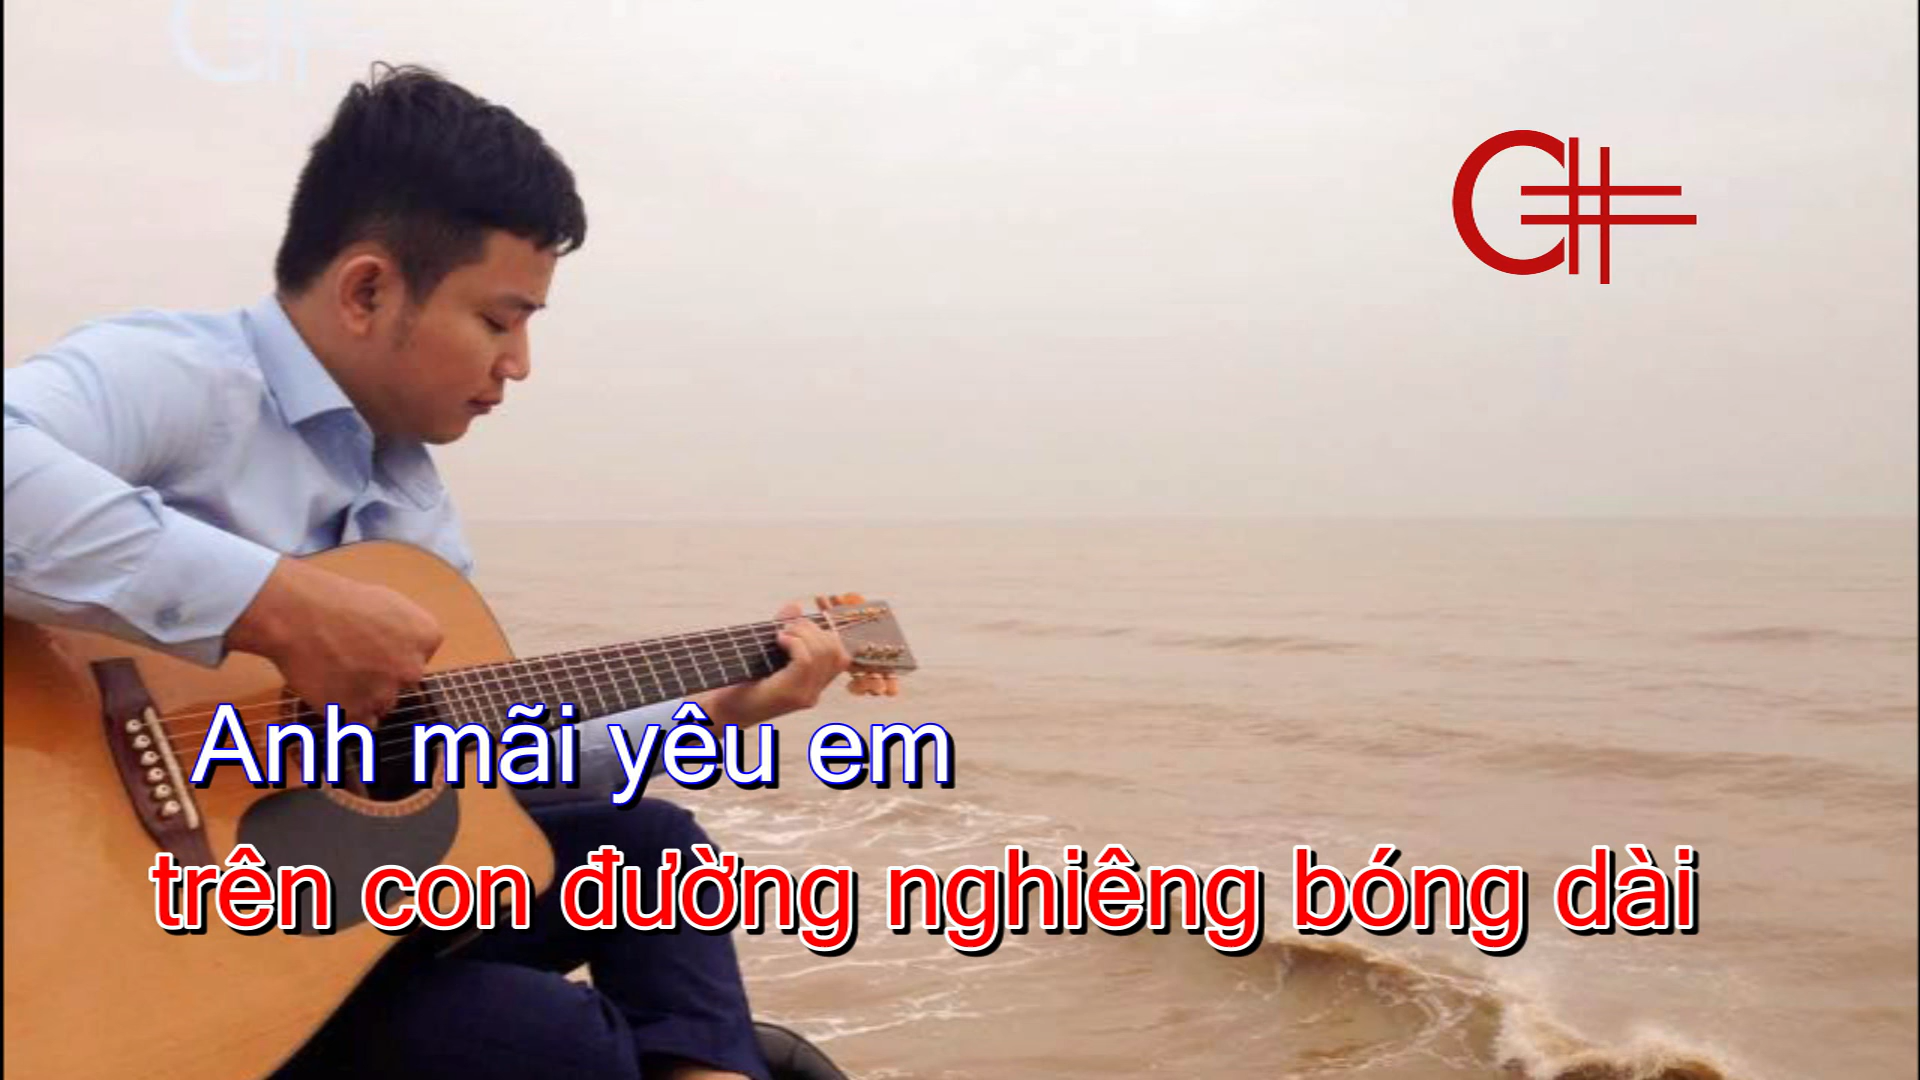 Anh mãi yêu em
trên con đường nghiêng bóng dài